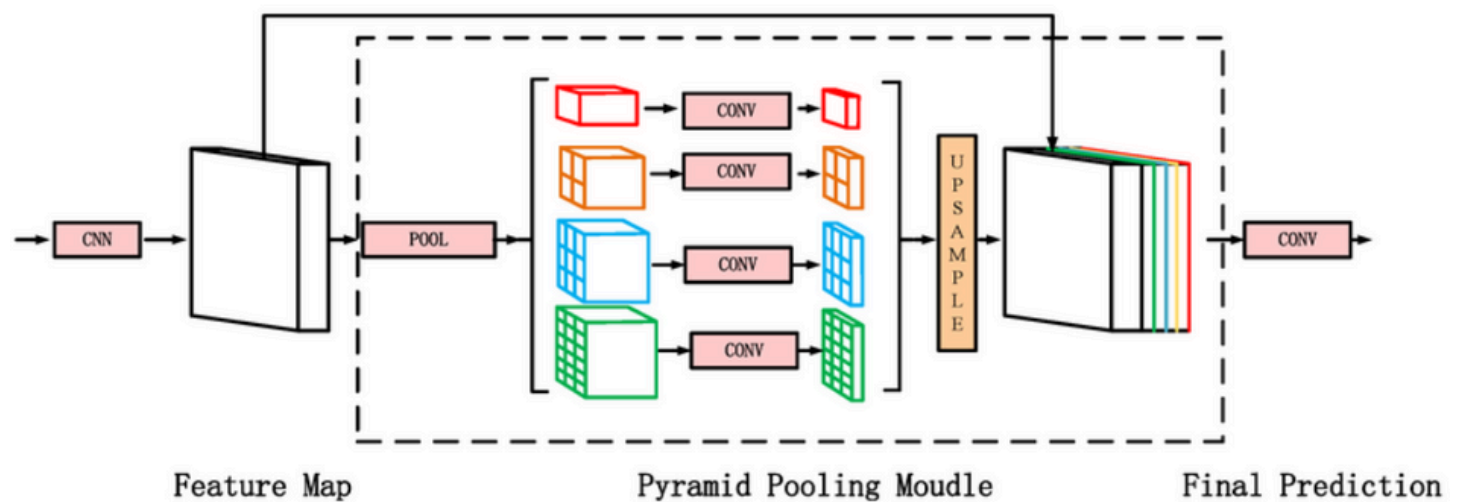 CNN
POOL
CONV
CONV
CONV
CONV
UPSAMPLE
CONV
Feature Map
Pyramid Pooling Moudle
Final Prediction